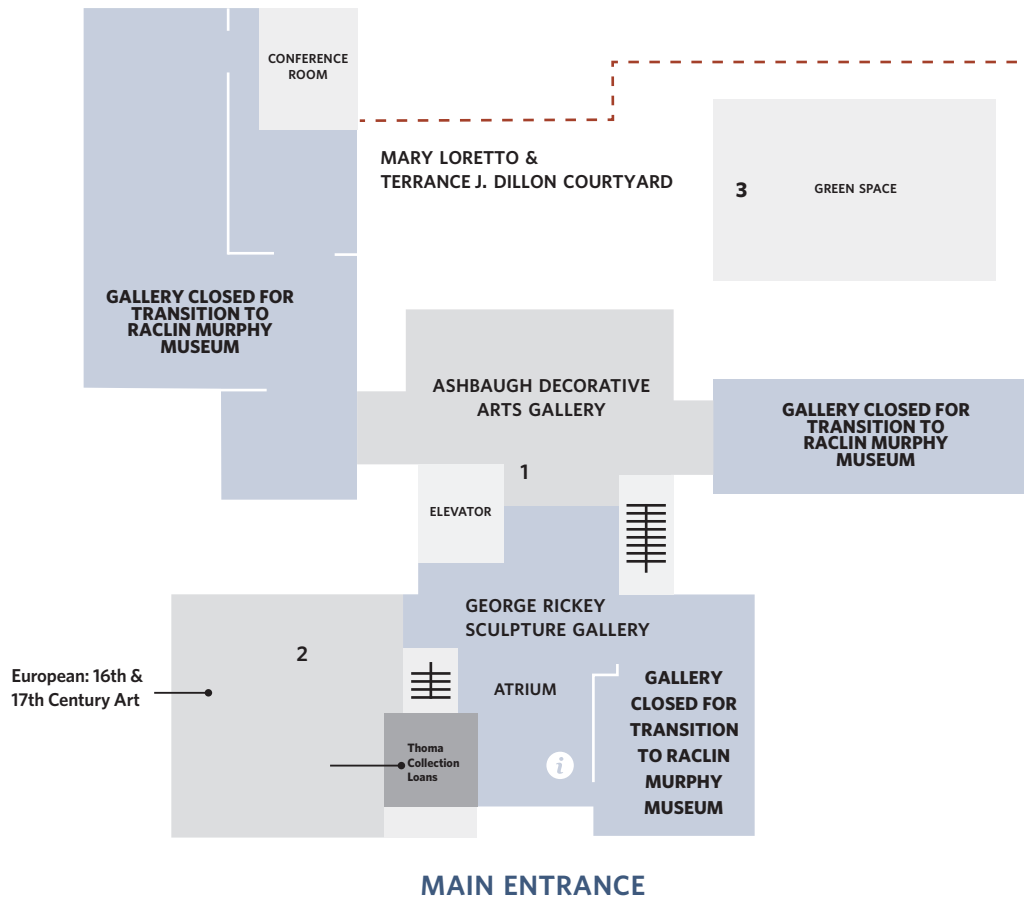 CONFERENCE
ROOM
MARY LORETTO &
TERRANCE J. DILLON COURTYARD
3
GREEN SPACE
GALLERY CLOSED FOR
TRANSITION TO
RACLIN MURPHY
MUSEUM
ASHBAUGH DECORATIVE
ARTS GALLERY
GALLERY CLOSED FOR
TRANSITION TO
RACLIN MURPHY
MUSEUM
1
ELEVATOR
GEORGE RICKEY
SCULPTURE GALLERY
2
European: 16th &
17th Century Art
ATRIUM
GALLERY
CLOSED FOR
TRANSITION
TO RACLIN
MURPHY
MUSEUM
Thoma
Collection
Loans
i
MAIN ENTRANCE